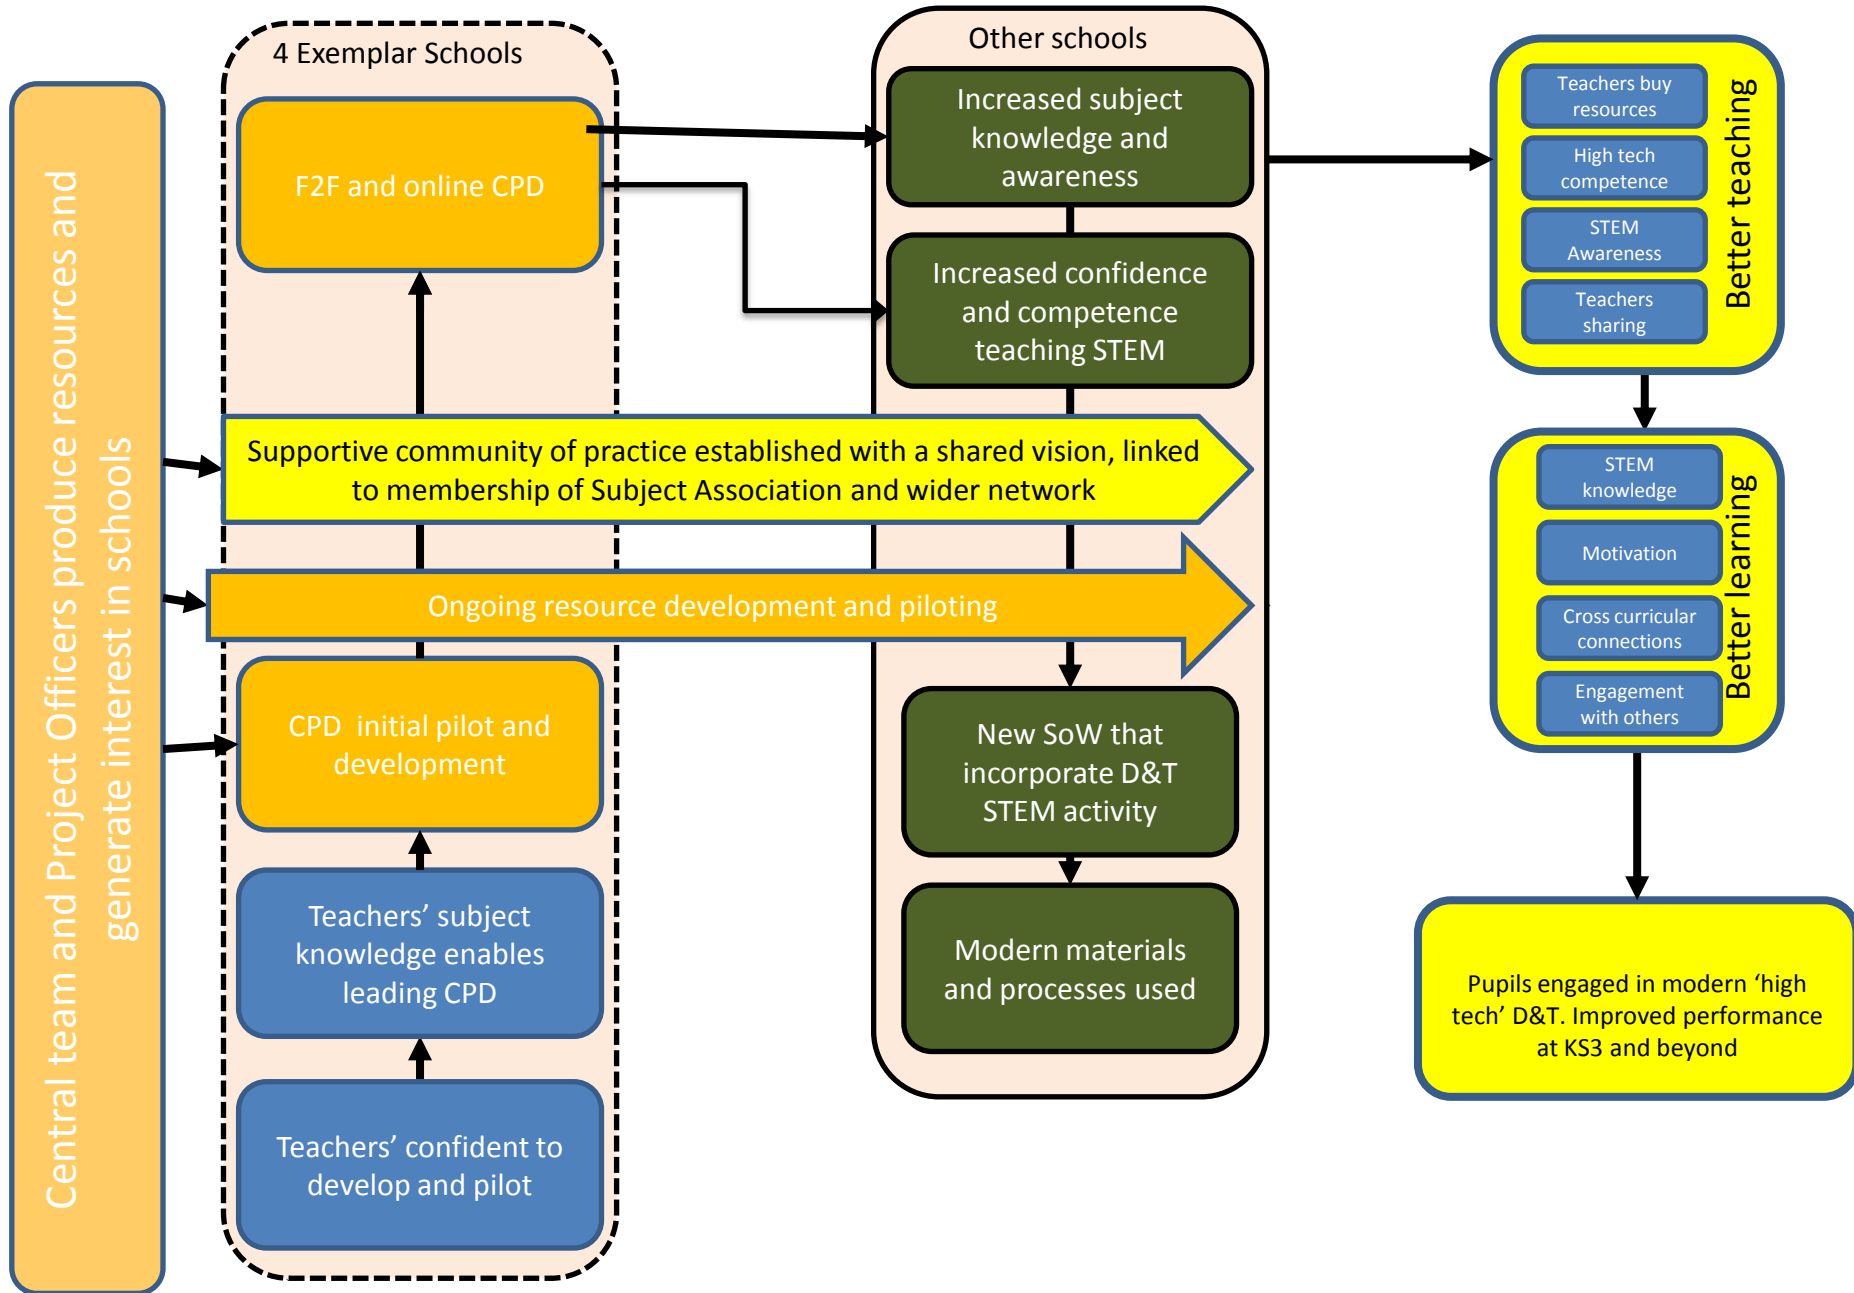 Central team and Project Officers produce resources and
generate interest in schools
4 Exemplar Schools
F2F and online CPD
Supportive community of practice established with a shared vision, linked
to membership of Subject Association and wider network
Ongoing resource development and piloting
CPD  initial pilot and
development
Teachers’ subject
knowledge enables
leading CPD
Teachers’ confident to
develop and pilot
Other schools
Increased subject
knowledge and
awareness
Increased confidence
and competence
teaching STEM
New SoW that
incorporate D&T
STEM activity
Modern materials
and processes used
Better teaching
Teachers buy
resources
High tech
competence
STEM
Awareness
Teachers
sharing
Better learning
STEM
knowledge
Motivation
Cross curricular
connections
Engagement
with others
Pupils engaged in modern ‘high
tech’ D&T. Improved performance
at KS3 and beyond